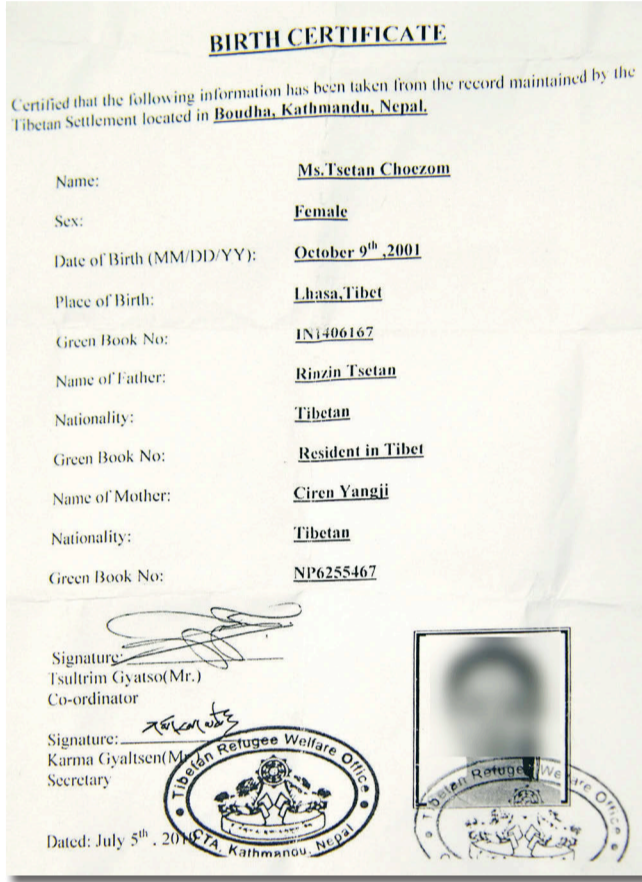 BIRTH CERTIFICATE
Certified that the following information has been taken from the record maintained by the
Tibetan Settlement located in Boudha, Kathmandu, Nepal.
Name: Ms.Tsetan Choezom
Sex: Female
Date of Birth (MM/DD/YY): October 9th ,2001
Place of Birth: Lhasa,Tibet
Green Book No: IN1406167
Name of Father: Rinzin Tsetan
Nationality: Tibetan
Green Book No: Resident in Tibet
Name of Mother: Ciren Yangji
Nationality: Tibetan
Green Book No: NP6255467
Signature:
Tsultrim Gyatso(Mr.)
Co-ordinator
Signature:
Karma Gyaltsen
Secretary
Dated: July 5th .
Tibetan Refugee Welfare Office
CTA, Kathmandu, Nepal
Tibetan Refugee Welfare Office